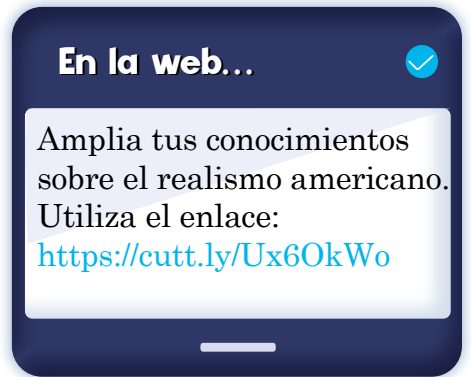 En la web...
Amplia tus conocimientos
sobre el realismo americano.
Utiliza el enlace:
https://cutt.ly/Ux6OkWo